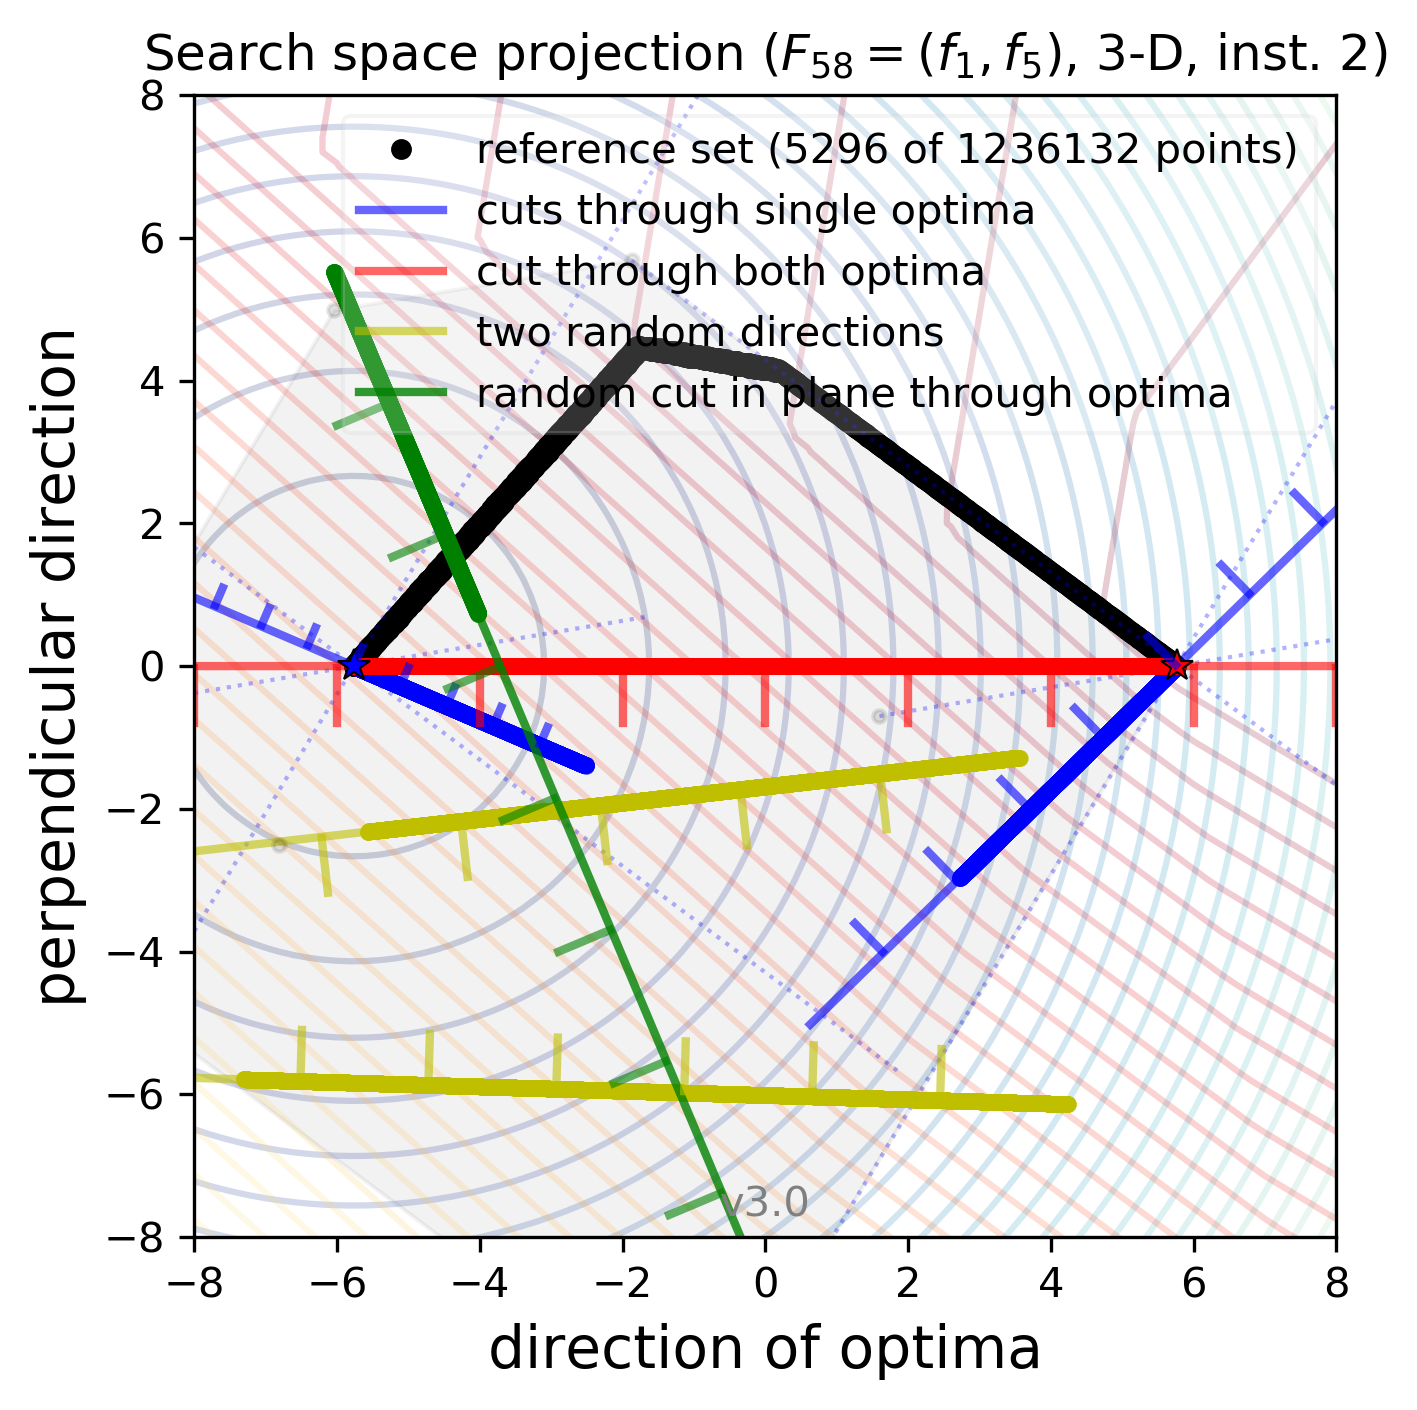 Search space projection (F₅₈ = (f₁, f₅), 3-D, inst. 2)
reference set (5296 of 1236132 points)
cuts through single optima
cut through both optima
two random directions
random cut in plane through optima
perpendicular direction
8
6
4
2
0
−2
−4
−6
−8
v3.0
−8 −6 −4 −2 0 2 4 6 8
direction of optima